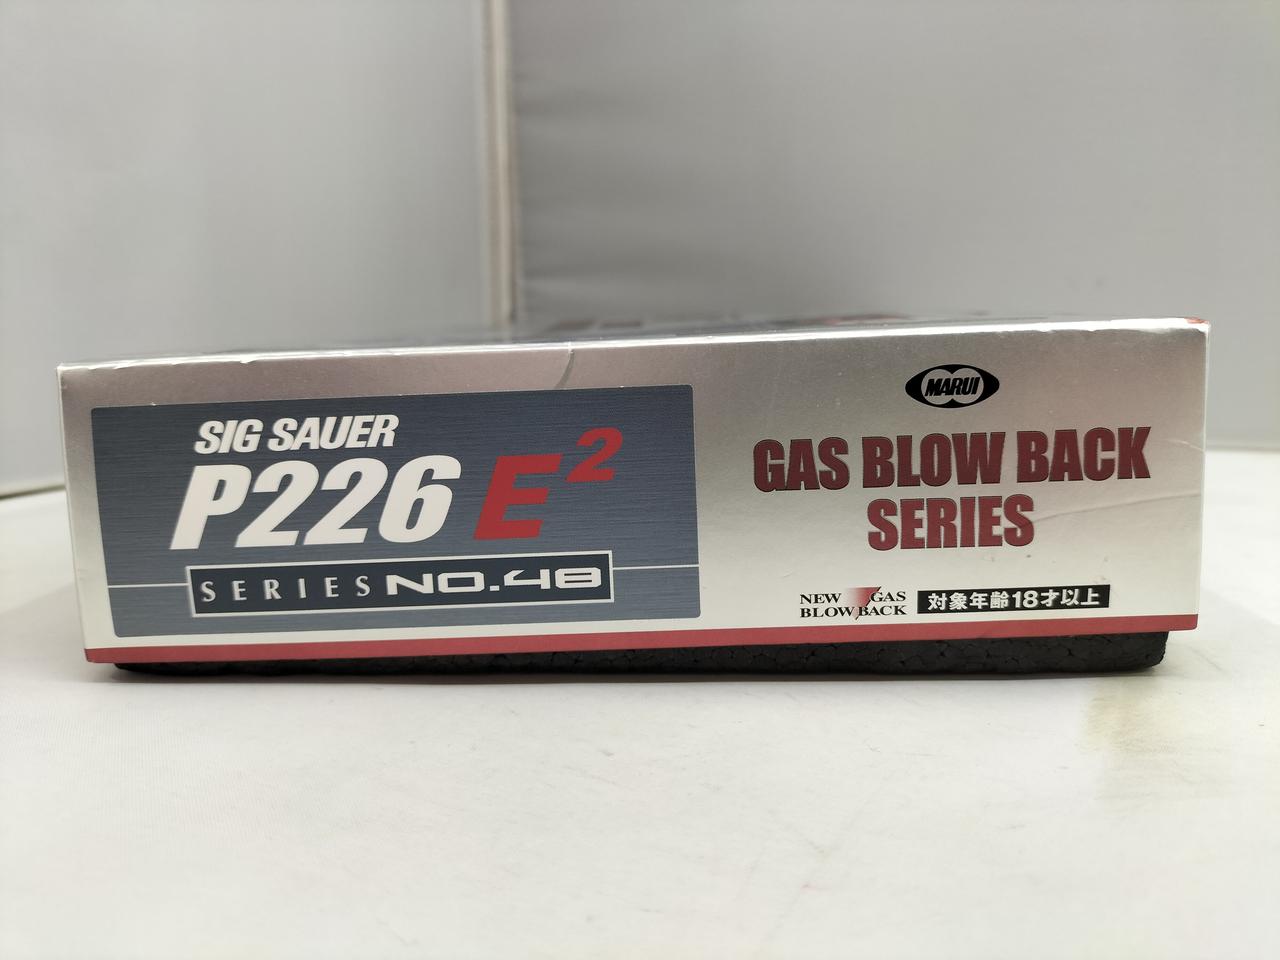 SIG SAUER
P226 E²
SERIES NO.48
MARUI
GAS BLOW BACK
SERIES
NEW GAS
BLOW BACK
対象年齢18才以上